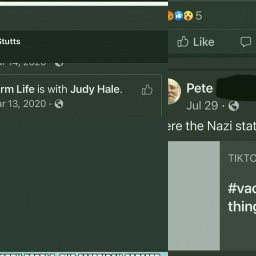 Stutts
ar 14, 2020 ·
rm Life is with Judy Hale.
ar 13, 2020 ·
5
Like
Pete
Jul 29 ·
ere the Nazi stat
TIKTO
#vac
thing